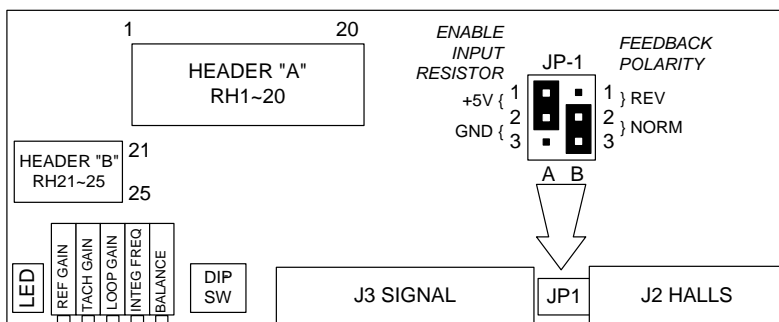 1 20
HEADER "A"
RH1~20
ENABLE
INPUT
RESISTOR
JP-1
FEEDBACK
POLARITY
+5V { 1 1 } REV
2 2 } NORM
GND { 3 3
A B
HEADER "B"
RH21~25
21
25
LED
REF GAIN
TACH GAIN
LOOP GAIN
INTEG FREQ
BALANCE
DIP
SW
J3 SIGNAL
JP1
J2 HALLS